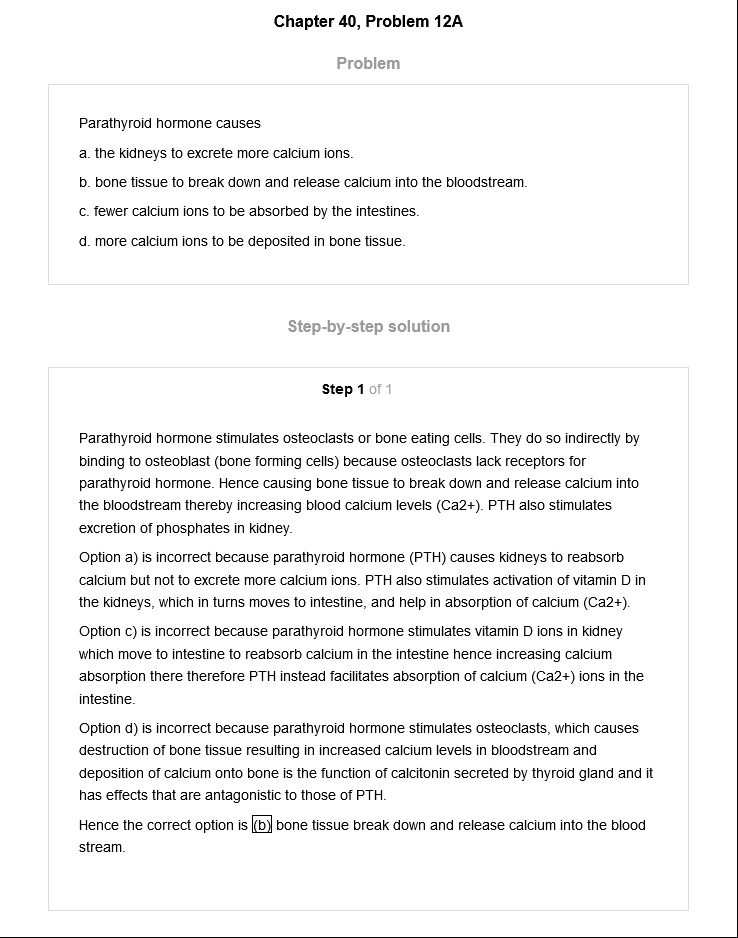 Chapter 40, Problem 12A
Problem
Parathyroid hormone causes
a. the kidneys to excrete more calcium ions.
b. bone tissue to break down and release calcium into the bloodstream.
c. fewer calcium ions to be absorbed by the intestines.
d. more calcium ions to be deposited in bone tissue.
Step-by-step solution
Step 1 of 1
Parathyroid hormone stimulates osteoclasts or bone eating cells. They do so indirectly by
binding to osteoblast (bone forming cells) because osteoclasts lack receptors for
parathyroid hormone. Hence causing bone tissue to break down and release calcium into
the bloodstream thereby increasing blood calcium levels (Ca2+). PTH also stimulates
excretion of phosphates in kidney.
Option a) is incorrect because parathyroid hormone (PTH) causes kidneys to reabsorb
calcium but not to excrete more calcium ions. PTH also stimulates activation of vitamin D in
the kidneys, which in turns moves to intestine, and help in absorption of calcium (Ca2+).
Option c) is incorrect because parathyroid hormone stimulates vitamin D ions in kidney
which move to intestine to reabsorb calcium in the intestine hence increasing calcium
absorption there therefore PTH instead facilitates absorption of calcium (Ca2+) ions in the
intestine.
Option d) is incorrect because parathyroid hormone stimulates osteoclasts, which causes
destruction of bone tissue resulting in increased calcium levels in bloodstream and
deposition of calcium onto bone is the function of calcitonin secreted by thyroid gland and it
has effects that are antagonistic to those of PTH.
Hence the correct option is (b) bone tissue break down and release calcium into the blood
stream.